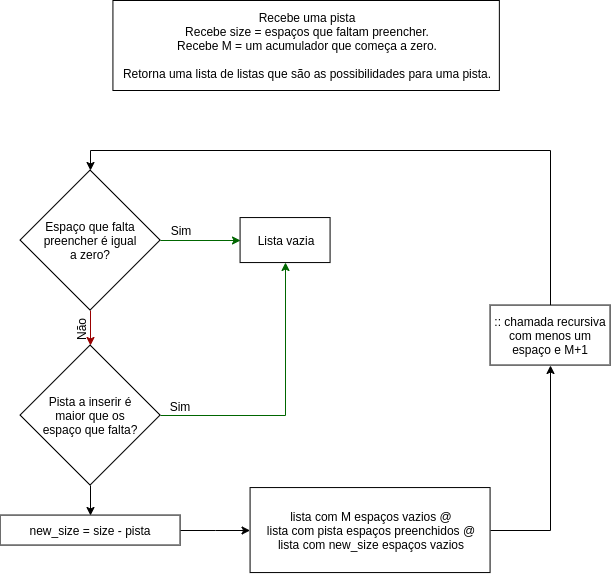 Recebe uma pista
Recebe size = espaços que faltam preencher.
Recebe M = um acumulador que começa a zero.
Retorna uma lista de listas que são as possibilidades para uma pista.
Espaço que falta
preencher é igual
a zero?
Sim
Lista vazia
Não
:: chamada recursiva
com menos um
espaço e M+1
Pista a inserir é
maior que os
espaço que falta?
Sim
new_size = size - pista
lista com M espaços vazios @
lista com pista espaços preenchidos @
lista com new_size espaços vazios